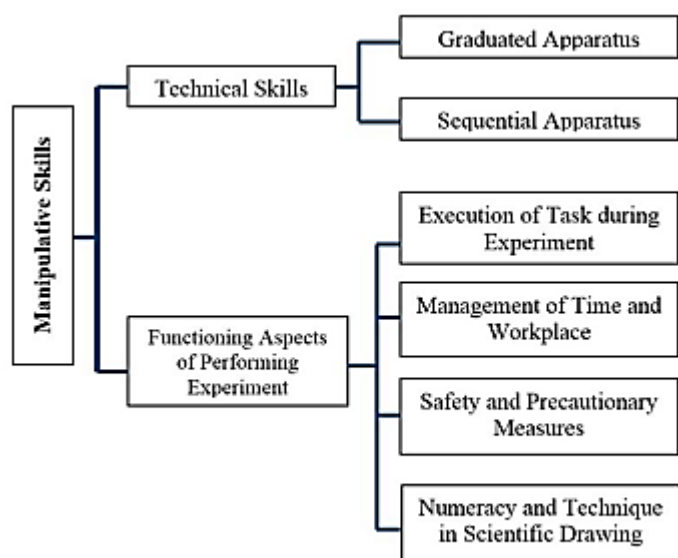 Manipulative Skills
Technical Skills
Graduated Apparatus
Sequential Apparatus
Functioning Aspects
of Performing
Experiment
Execution of Task during
Experiment
Management of Time and
Workplace
Safety and Precautionary
Measures
Numeracy and Technique
in Scientific Drawing